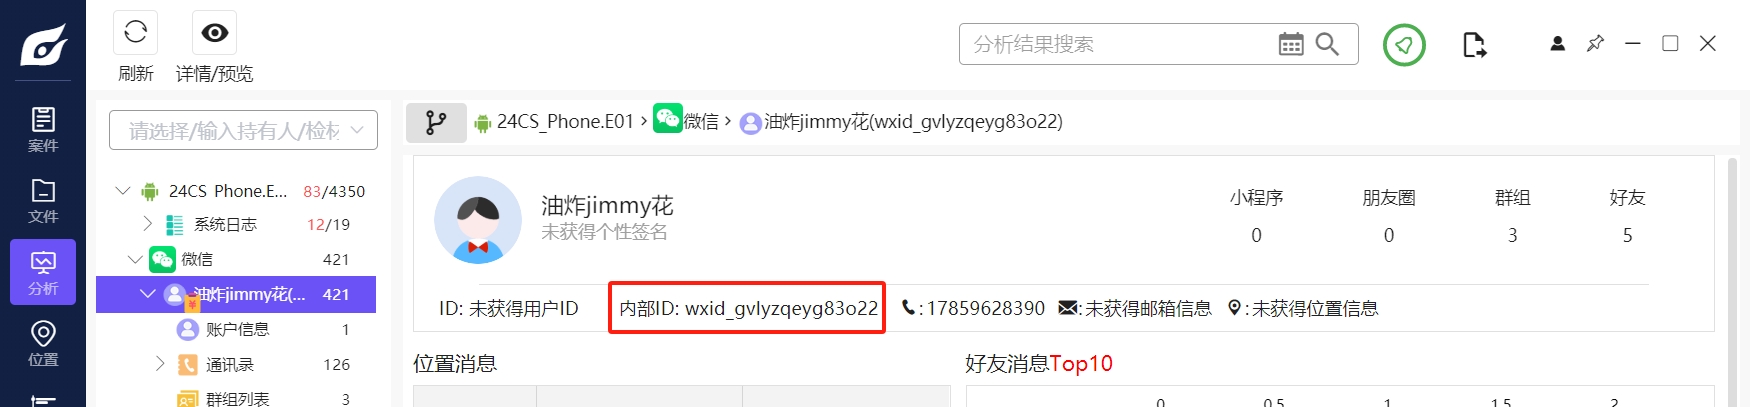 刷新
详情/预览
分析结果搜索
案件
文件
分析
位置
请选择/输入持有人/检材
24CS_Phone.E... 83/4350
系统日志 12/19
微信 421
油炸jimmy花(... 421
账户信息 1
通讯录 126
群组列表 3
24CS_Phone.E01 > 微信 > 油炸jimmy花(wxid_gvlyzqeyg83o22)
油炸jimmy花
未获得个性签名
小程序 朋友圈 群组 好友
0 0 3 5
ID: 未获得用户ID 内部ID: wxid_gvlyzqeyg83o22 :17859628390 :未获得邮箱信息 :未获得位置信息
位置消息
好友消息Top10
0 0.5 1 1.5 2